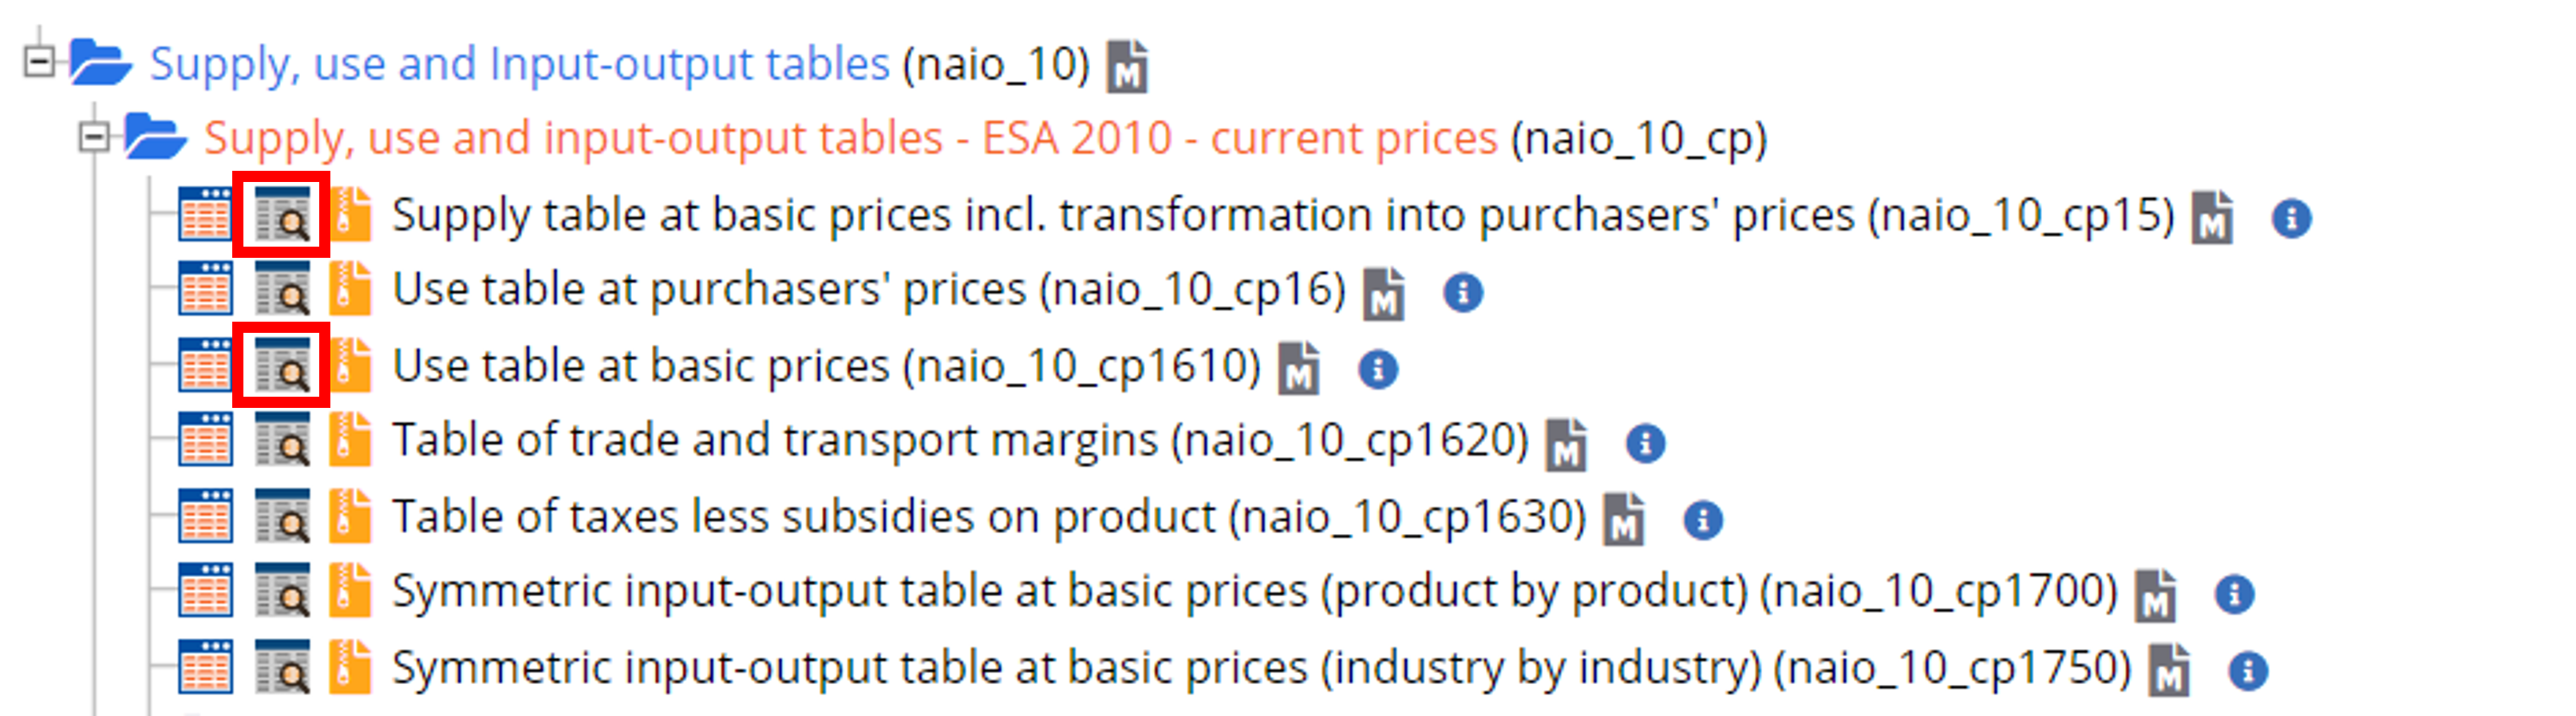 Supply, use and Input-output tables (naio_10) M
Supply, use and input-output tables - ESA 2010 - current prices (naio_10_cp)
Supply table at basic prices incl. transformation into purchasers' prices (naio_10_cp15) M i
Use table at purchasers' prices (naio_10_cp16) M i
Use table at basic prices (naio_10_cp1610) M i
Table of trade and transport margins (naio_10_cp1620) M i
Table of taxes less subsidies on product (naio_10_cp1630) M i
Symmetric input-output table at basic prices (product by product) (naio_10_cp1700) M i
Symmetric input-output table at basic prices (industry by industry) (naio_10_cp1750) M i